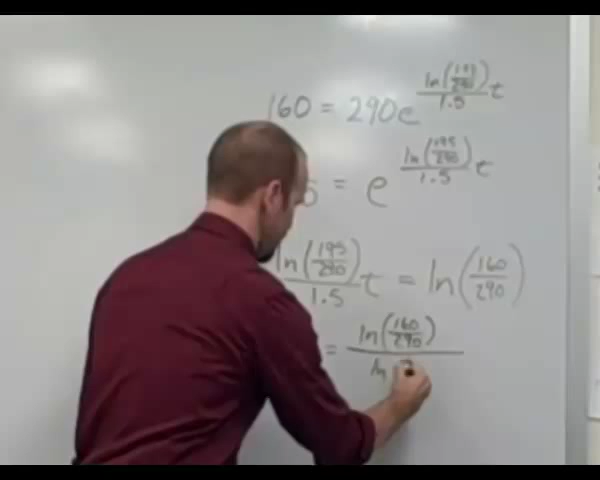 160 = 290e^(ln(195/290)/1.5 t)
= e^(ln(195/290)/1.5 t)
ln(195/290)/1.5 t = ln(160/290)
= ln(160/290)/ln